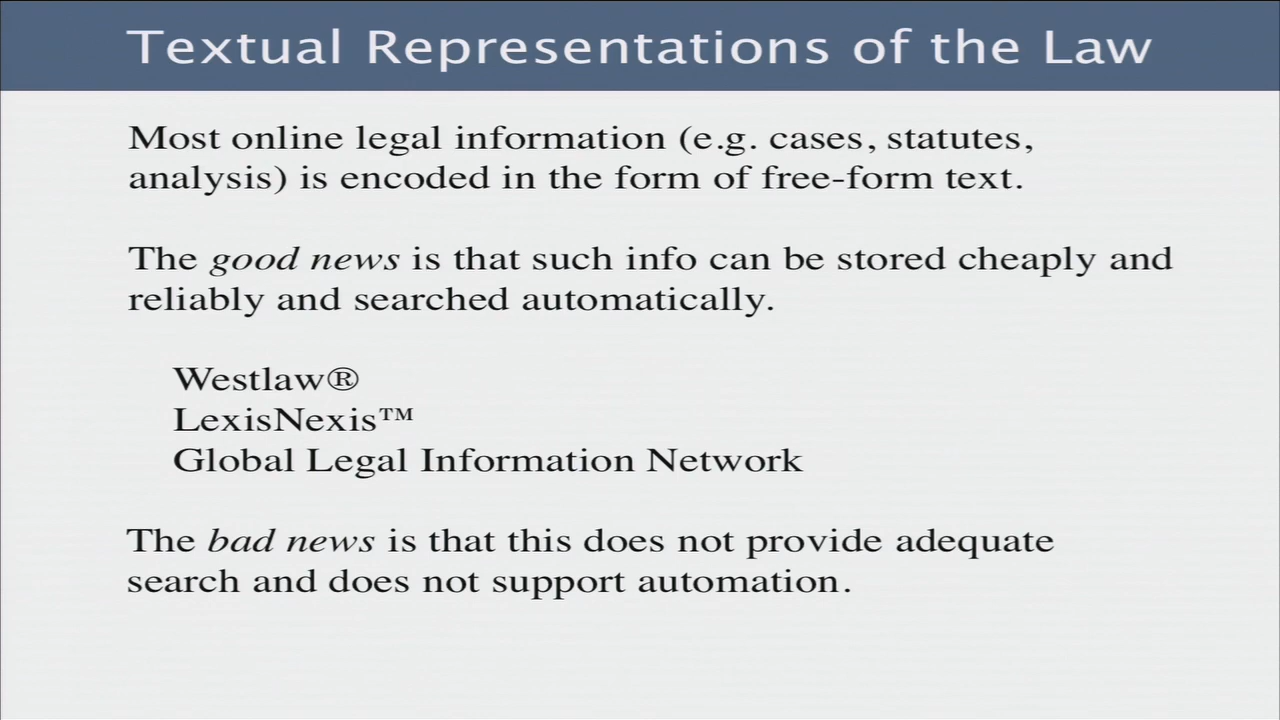 Textual Representations of the Law
Most online legal information (e.g. cases, statutes,
analysis) is encoded in the form of free-form text.
The good news is that such info can be stored cheaply and
reliably and searched automatically.
Westlaw®
LexisNexis™
Global Legal Information Network
The bad news is that this does not provide adequate
search and does not support automation.